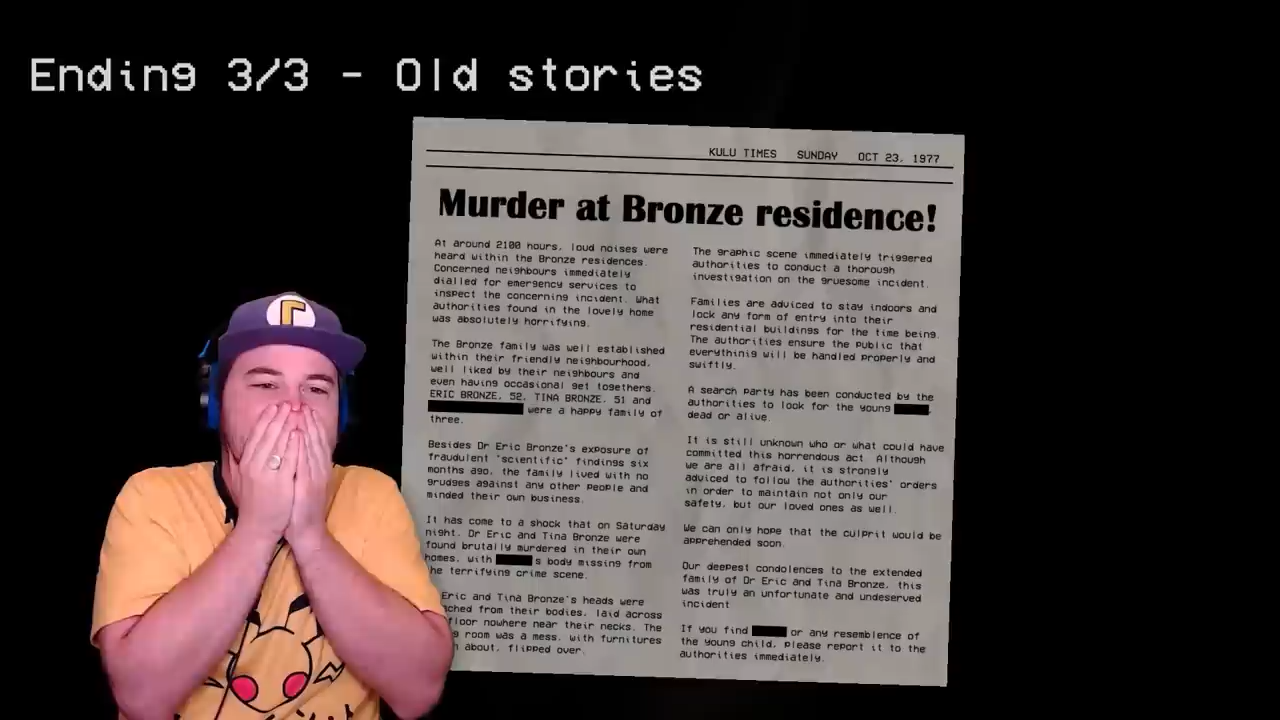 Ending 3/3 - Old stories
KULU TIMES SUNDAY OCT 23, 1977
Murder at Bronze residence!
At around 2100 hours, loud noises were
heard within the Bronze residences.
Concerned neighbours immediately
dialled for emergency services to
inspect the concerning incident. What
authorities found in the lovely home
was absolutely horrifying.
The Bronze family was well established
within their friendly neighbourhood,
well liked by their neighbours and
even having occasional get togethers.
ERIC BRONZE, 52, TINA BRONZE, 51 and
were a happy family of
three.
Besides Dr Eric Bronze's exposure of
fraudulent 'scientific' findings six
months ago, the family lived with no
grudges against any other people and
minded their own business.
It has come to a shock that on Saturday
night, Dr Eric and Tina Bronze were
found brutally murdered in their own
homes, with s body missing from
the terrifying crime scene.
Eric and Tina Bronze's heads were
ched from their bodies, laid across
floor nowhere near their necks. The
g room was a mess, with furnitures
about, flipped over.
The graphic scene immediately triggered
authorities to conduct a thorough
investigation on the gruesome incident.
Families are adviced to stay indoors and
lock any form of entry into their
residential buildings for the time being.
The authorities ensure the public that
everythinig will be handled properly and
swiftly.
A search party has been conducted by the
authorities to look for the young ,
dead or alive.
It is still unknown who or what could have
committed this horrendous act. Although
we are all afraid, it is strongly
adviced to follow the authorities' orders
in order to maintain not only our
safety, but our loved ones as well.
We can only hope that the culprit would be
apprehended soon.
Our deepest condolences to the extended
family of Dr Eric and Tina Bronze, this
was truly an unfortunate and undeserved
incident
If you find or any resemblence of
the young child, please report it to the
authorities immediately.